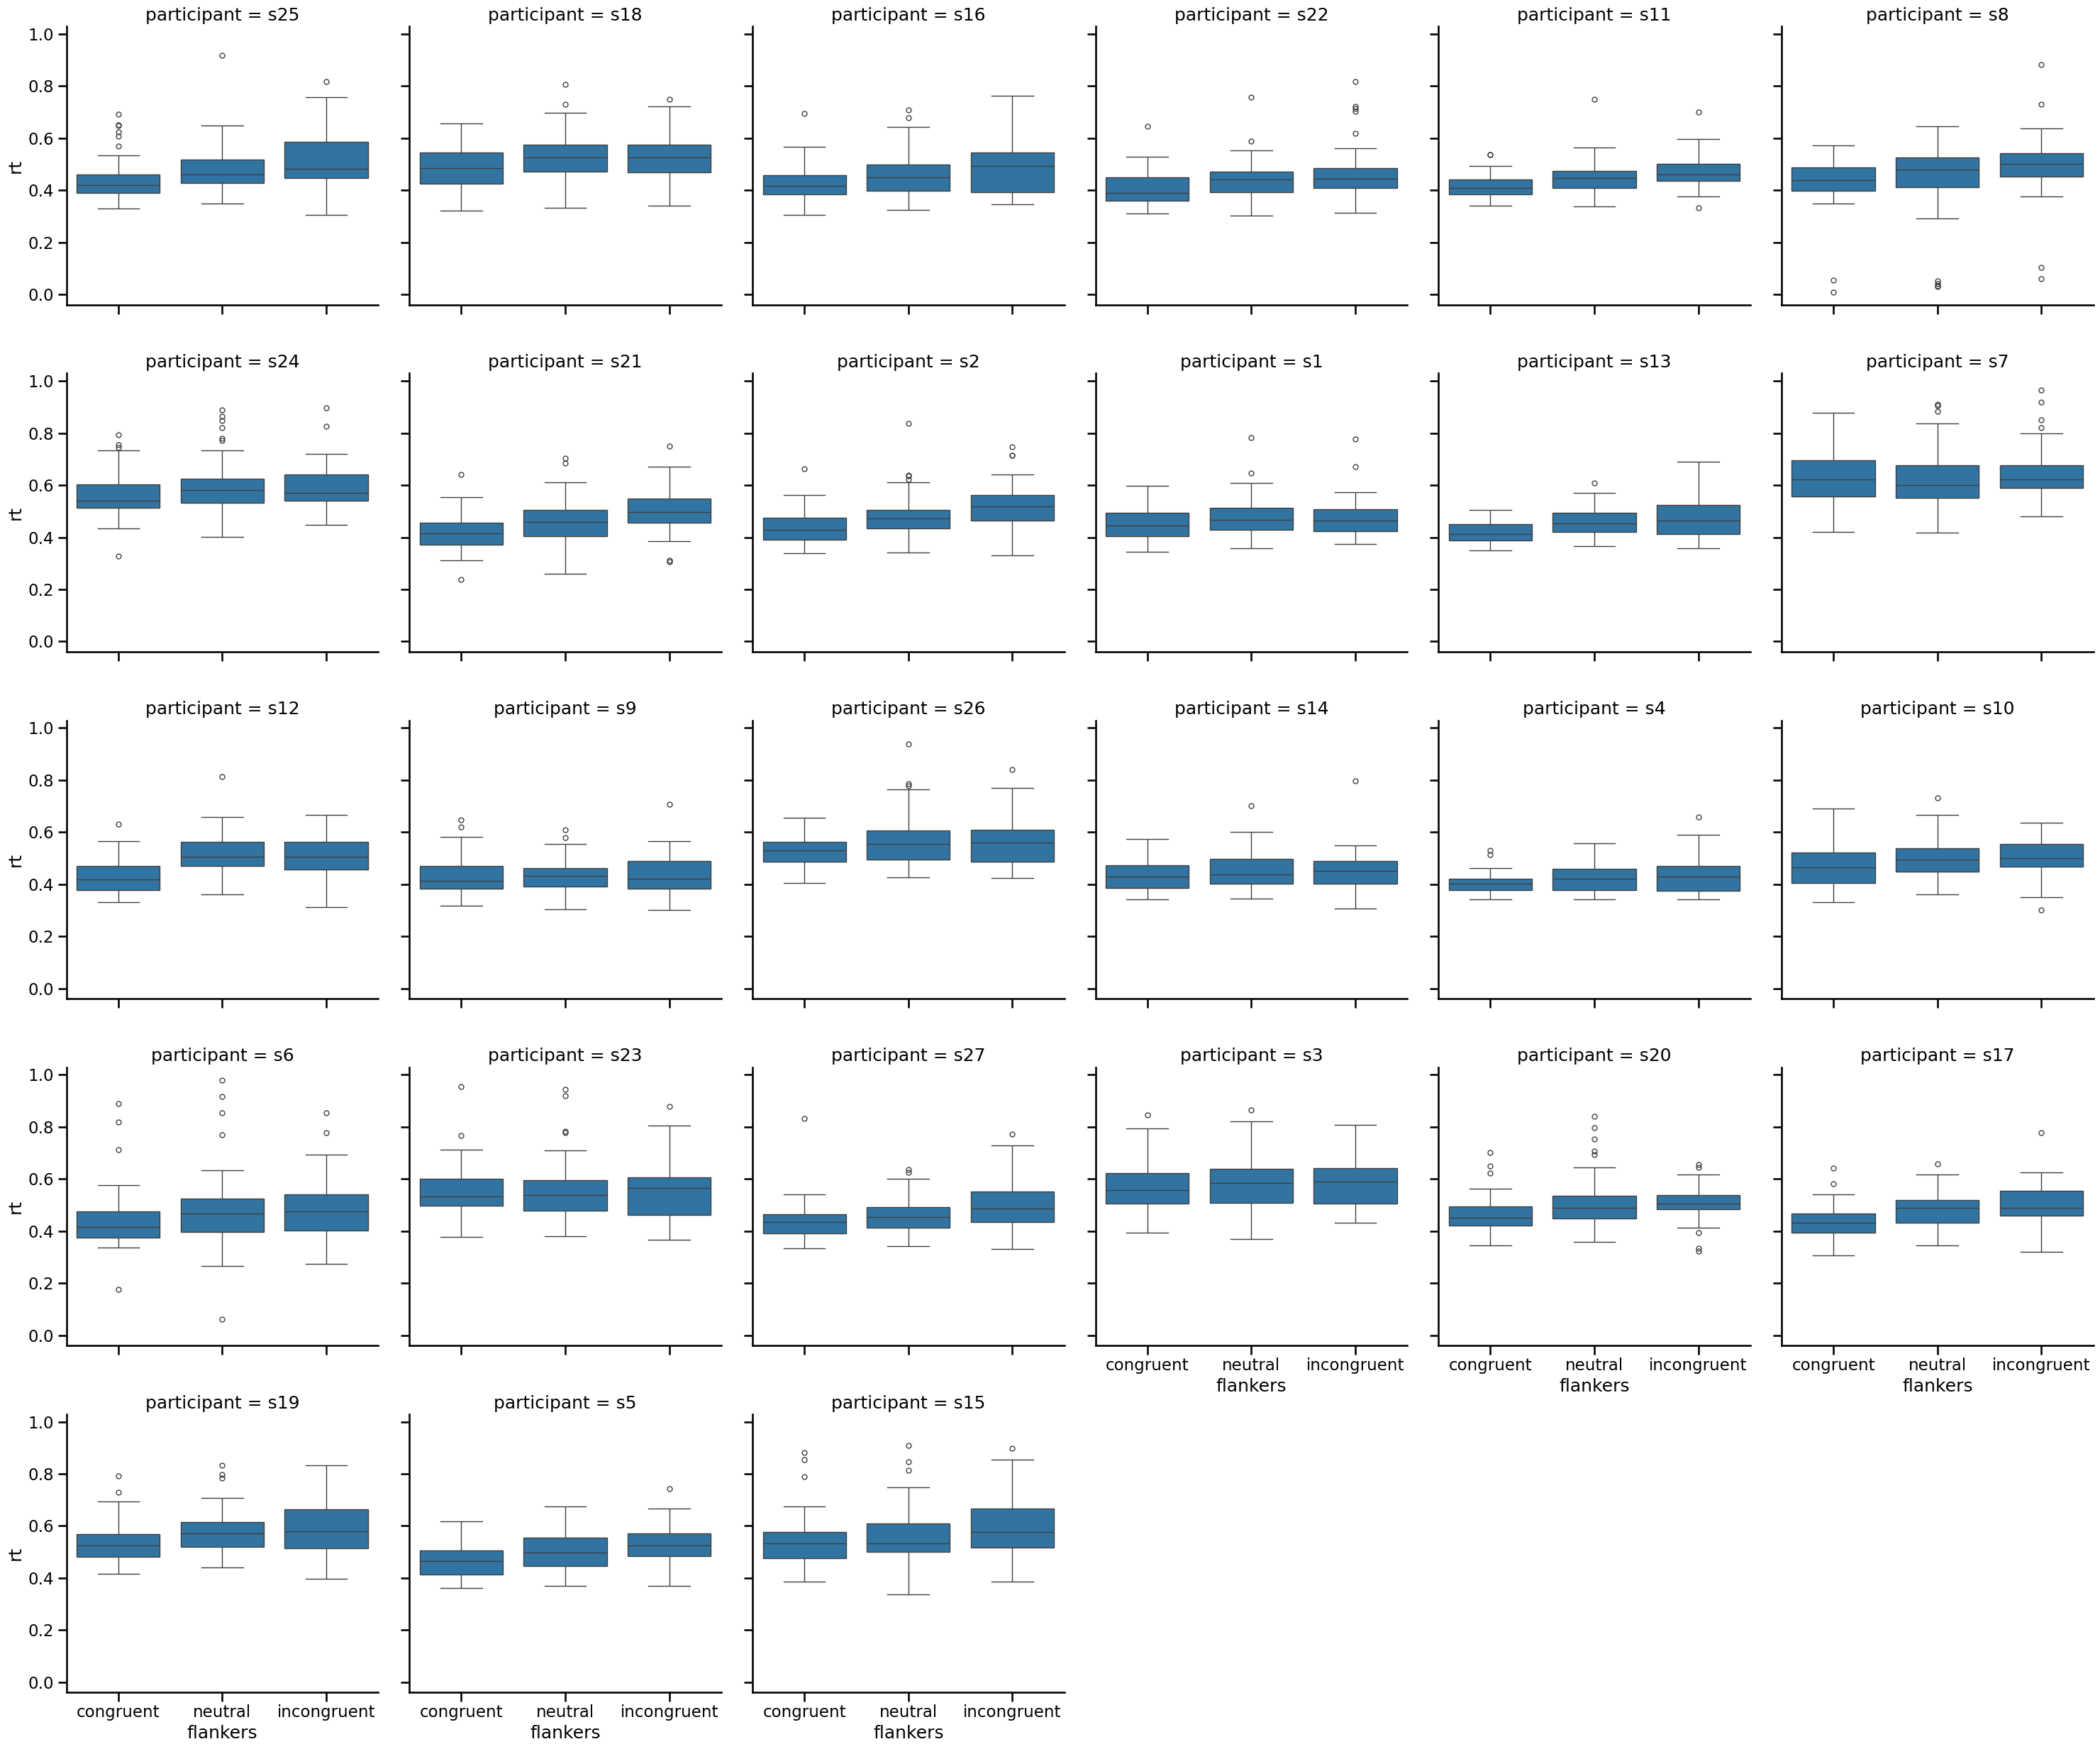 participant = s25 participant = s18 participant = s16 participant = s22 participant = s11 participant = s8
1.0
0.8
0.6
0.4
0.2
0.0
rt
participant = s24 participant = s21 participant = s2 participant = s1 participant = s13 participant = s7
1.0
0.8
0.6
0.4
0.2
0.0
rt
participant = s12 participant = s9 participant = s26 participant = s14 participant = s4 participant = s10
1.0
0.8
0.6
0.4
0.2
0.0
rt
participant = s6 participant = s23 participant = s27 participant = s3 participant = s20 participant = s17
1.0
0.8
0.6
0.4
0.2
0.0
rt
congruent neutral incongruent congruent neutral incongruent congruent neutral incongruent
flankers flankers flankers
participant = s19 participant = s5 participant = s15
1.0
0.8
0.6
0.4
0.2
0.0
rt
congruent neutral incongruent congruent neutral incongruent congruent neutral incongruent
flankers flankers flankers